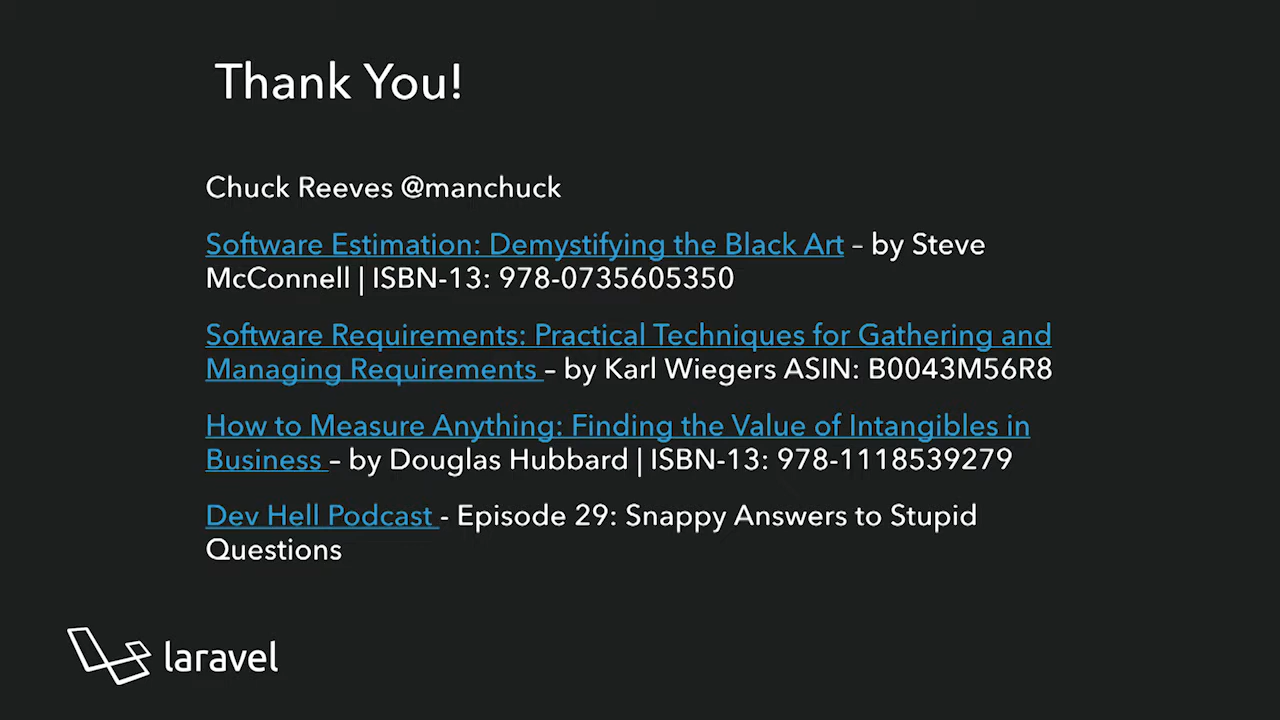 Thank You!
Chuck Reeves @manchuck
Software Estimation: Demystifying the Black Art – by Steve
McConnell | ISBN-13: 978-0735605350
Software Requirements: Practical Techniques for Gathering and
Managing Requirements – by Karl Wiegers ASIN: B0043M56R8
How to Measure Anything: Finding the Value of Intangibles in
Business – by Douglas Hubbard | ISBN-13: 978-1118539279
Dev Hell Podcast - Episode 29: Snappy Answers to Stupid
Questions
laravel